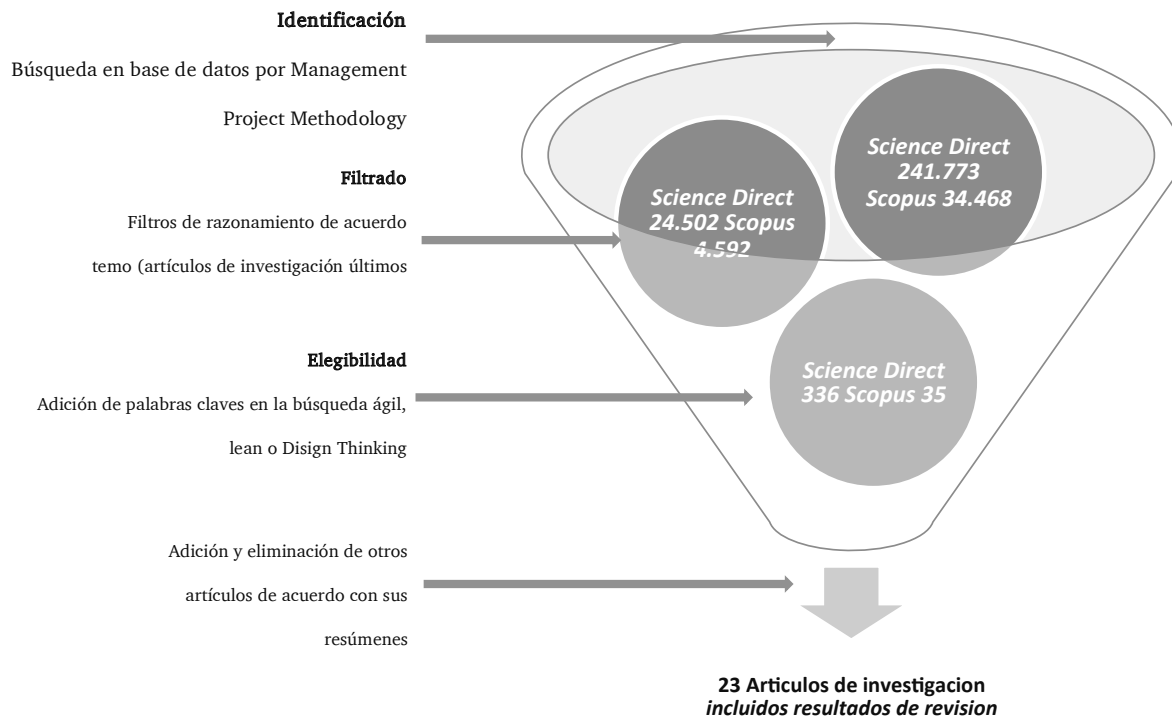 Identificación
Búsqueda en base de datos por Management
Project Methodology
Filtrado
Filtros de razonamiento de acuerdo
temo (artículos de investigación últimos
Elegibilidad
Adición de palabras claves en la búsqueda ágil,
lean o Disign Thinking
Adición y eliminación de otros
artículos de acuerdo con sus
resúmenes
Science Direct
241.773
Scopus 34.468
Science Direct
24.502 Scopus
4.592
Science Direct
336 Scopus 35
23 Articulos de investigacion
incluidos resultados de revision